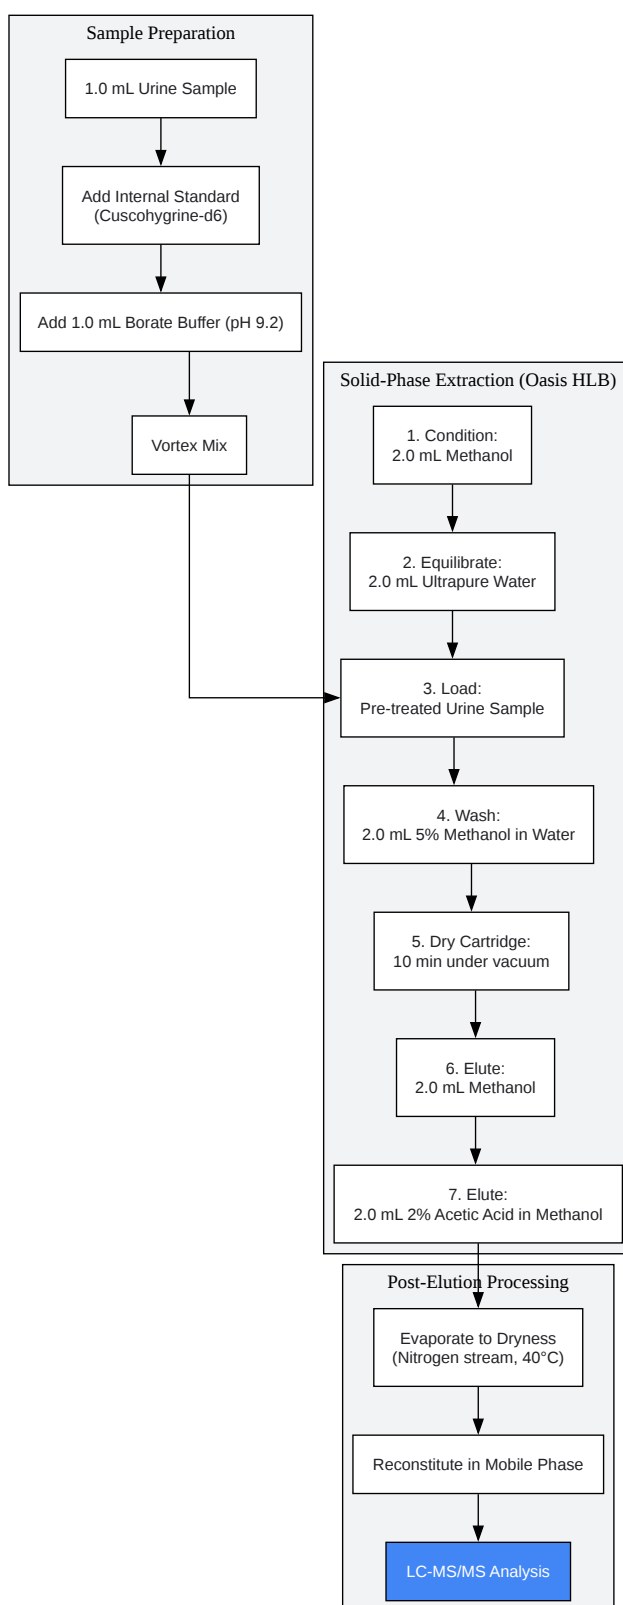 Sample Preparation
1.0 mL Urine Sample
Add Internal Standard
(Cuscohygrine-d6)
Add 1.0 mL Borate Buffer (pH 9.2)
Vortex Mix
Solid-Phase Extraction (Oasis HLB)
1. Condition:
2.0 mL Methanol
2. Equilibrate:
2.0 mL Ultrapure Water
3. Load:
Pre-treated Urine Sample
4. Wash:
2.0 mL 5% Methanol in Water
5. Dry Cartridge:
10 min under vacuum
6. Elute:
2.0 mL Methanol
7. Elute:
2.0 mL 2% Acetic Acid in Methanol
Post-Elution Processing
Evaporate to Dryness
(Nitrogen stream, 40°C)
Reconstitute in Mobile Phase
LC-MS/MS Analysis